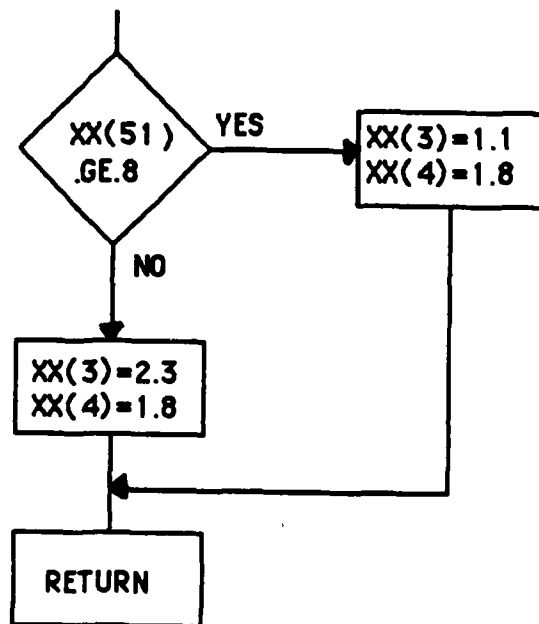 XX(51)
.GE.8
YES
XX(3)=1.1
XX(4)=1.8
NO
XX(3)=2.3
XX(4)=1.8
RETURN